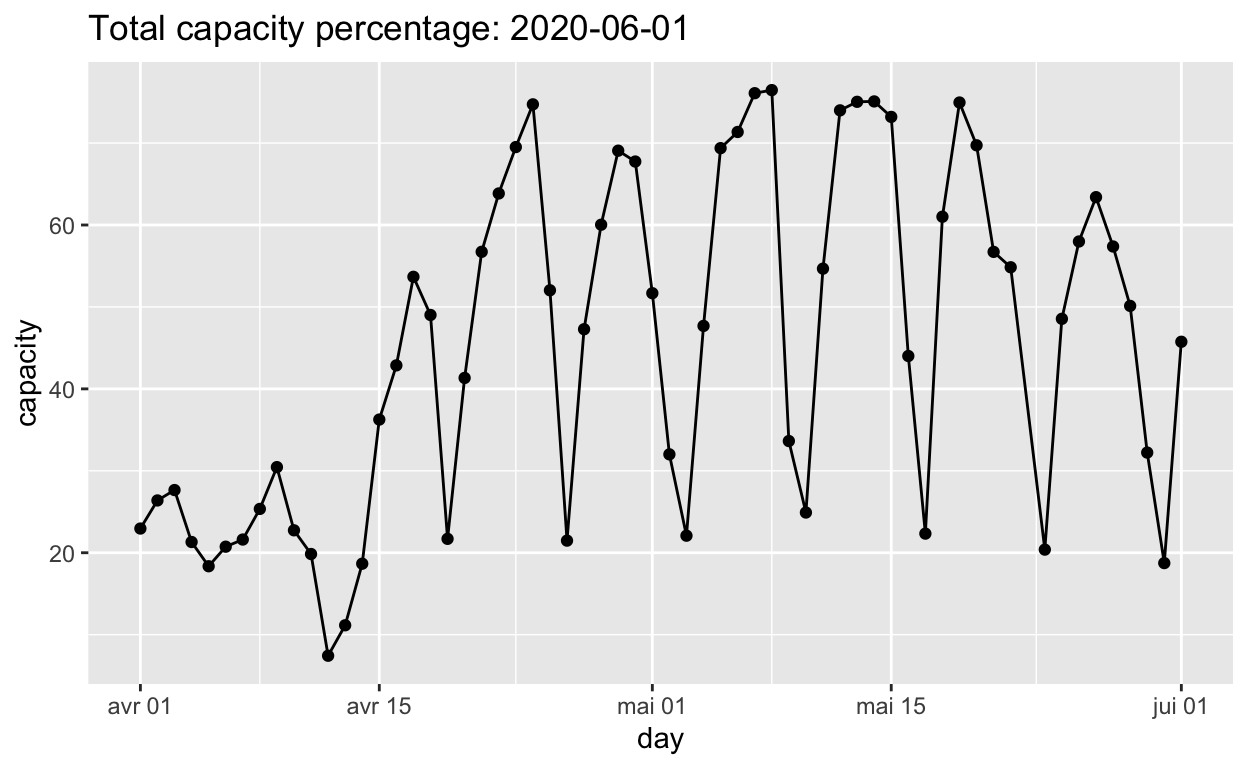 Total capacity percentage: 2020-06-01
capacity
60
40
20
avr 01
avr 15
mai 01
mai 15
jui 01
day